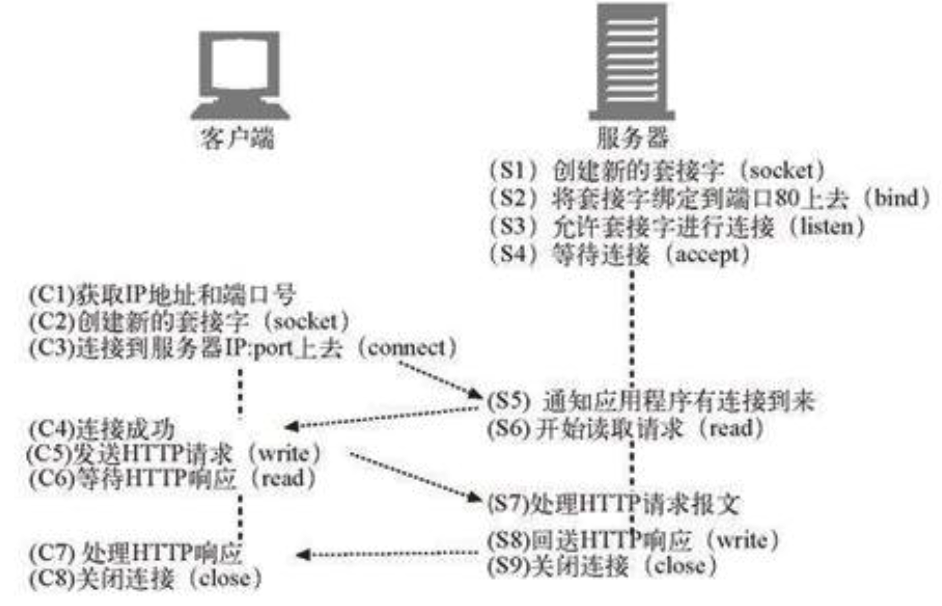 客户端
服务器
(S1) 创建新的套接字（socket）
(S2) 将套接字绑定到端口80上去（bind）
(S3) 允许套接字进行连接（listen）
(S4) 等待连接（accept）
(C1)获取IP地址和端口号
(C2)创建新的套接字（socket）
(C3)连接到服务器IP:port上去（connect）
(S5) 通知应用程序有连接到来
(S6)开始读取请求（read）
(C4)连接成功
(C5)发送HTTP请求（write）
(C6)等待HTTP响应（read）
(S7)处理HTTP请求报文
(S8)回送HTTP响应（write）
(S9)关闭连接（close）
(C7) 处理HTTP响应
(C8)关闭连接（close）